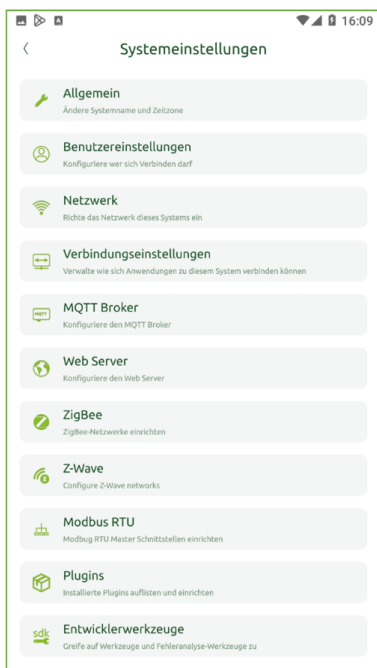 16:09
Systemeinstellungen
Allgemein
Ändere Systemname und Zeitzone
Benutzereinstellungen
Konfiguriere wer sich Verbinden darf
Netzwerk
Richte das Netzwerk dieses Systems ein
Verbindungseinstellungen
Verwalte wie sich Anwendungen zu diesem System verbinden können
MQTT
MQTT Broker
Konfiguriere den MQTT Broker
Web Server
Konfiguriere den Web Server
ZigBee
ZigBee-Netzwerke einrichten
Z-Wave
Configure Z-Wave networks
Modbus RTU
Modbug RTU Master Schnittstellen einrichten
Plugins
Installierte Plugins auflisten und einrichten
sdk
Entwicklerwerkzeuge
Greife auf Werkzeuge und Fehleranalyse-Werkzeuge zu